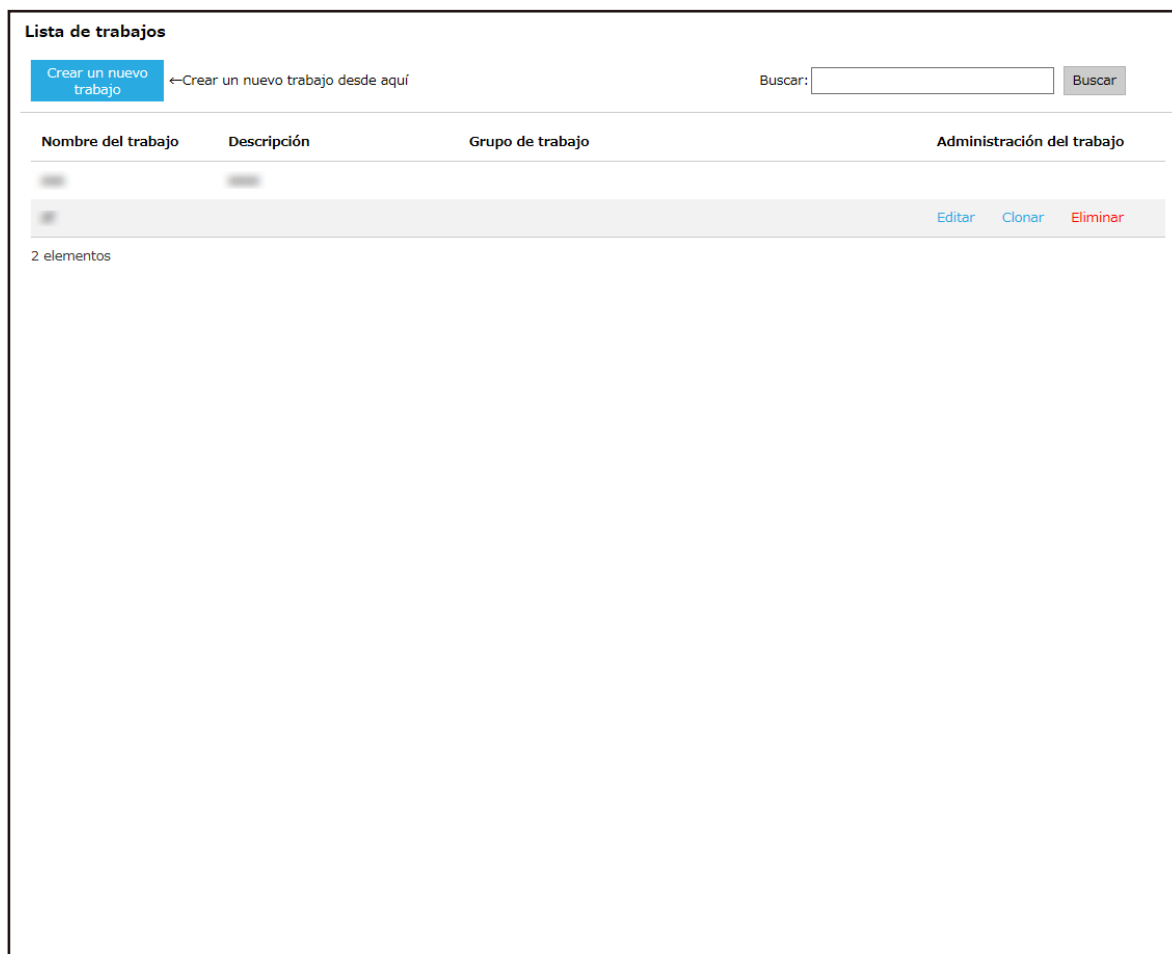 Lista de trabajos
Crear un nuevo
trabajo
←Crear un nuevo trabajo desde aquí
Buscar:
Buscar
Nombre del trabajo Descripción Grupo de trabajo Administración del trabajo
Editar Clonar Eliminar
2 elementos